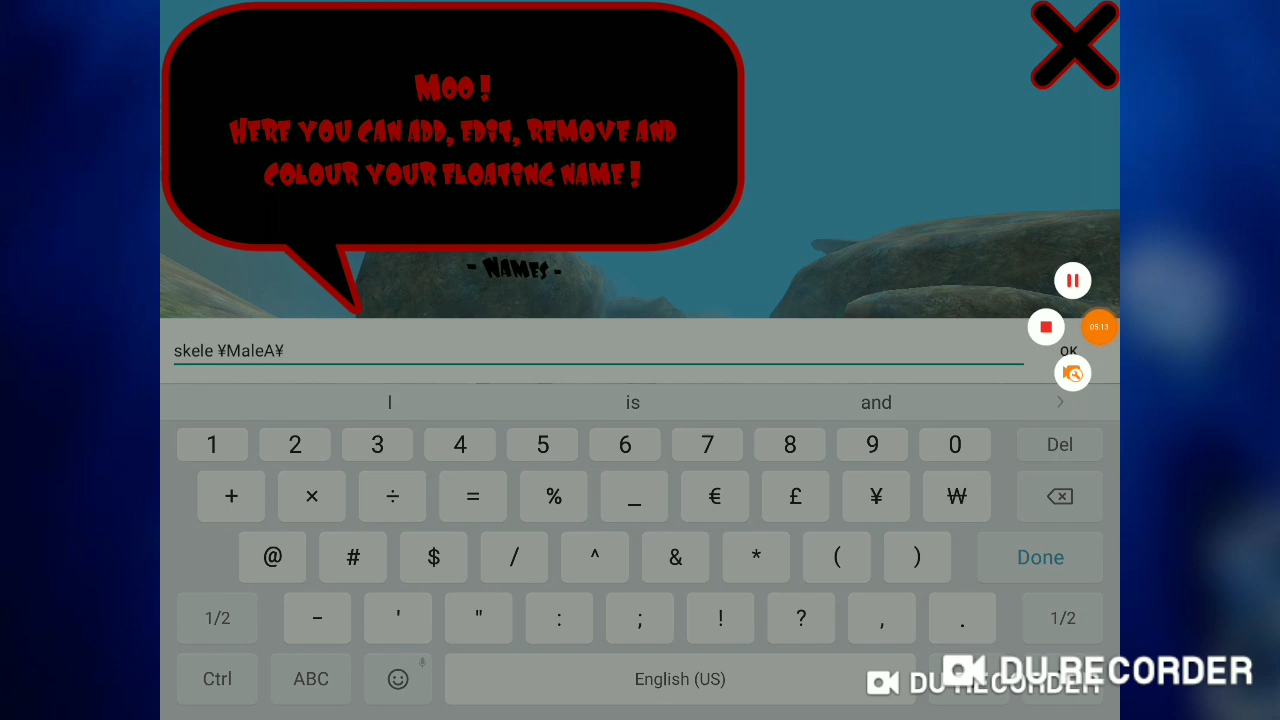 Moo!
Here you can add, edit, remove and
colour your floating name!
- Names -
skele ¥MaleA¥
OK
05:13
I is and
1 2 3 4 5 6 7 8 9 0 Del
+ × ÷ = % _ € £ ¥ ₩
@ # $ / ^ & * ( ) Done
1/2 - ' " : ; ! ? , . 1/2
Ctrl ABC English (US)
DU RECORDER
DU RECORDER